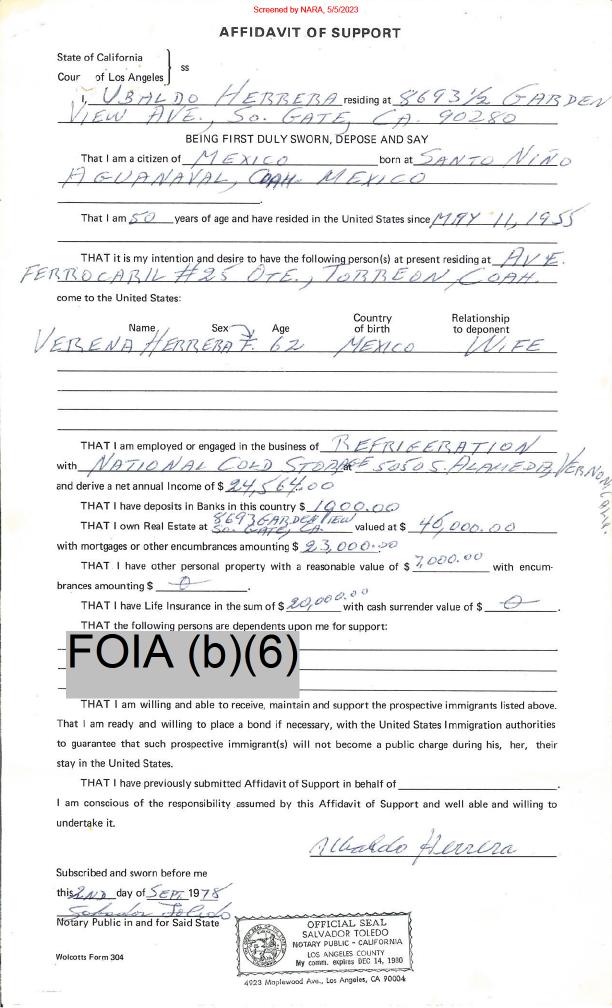 Screened by NARA, 5/5/2023
AFFIDAVIT OF SUPPORT
State of California
Cour of Los Angeles
ss
I, UBALDO HERRERA residing at 8693 1/2 GARDEN
VIEW AVE., SO. GATE, CA. 90280
BEING FIRST DULY SWORN, DEPOSE AND SAY
That I am a citizen of MEXICO born at SANTO NIÑO
AGUANAVAL, COAH. MEXICO
That I am 50 years of age and have resided in the United States since MAY 11, 1955
THAT it is my intention and desire to have the following person(s) at present residing at AVE.
FERROCARIL #25 OTE., TORREON COAH.
come to the United States:
Name Sex Age Country of birth Relationship to deponent
VERENA HERRERA F. 62 MEXICO WIFE
THAT I am employed or engaged in the business of REFRIGERATION
with NATIONAL COLD STORAGE at 5050 S. ALAMEDA, VERNON, Calif.
and derive a net annual Income of $ 24,564.00
THAT I have deposits in Banks in this country $ 1000.00
THAT I own Real Estate at 8693 GARDEN VIEW SO. GATE, CA. valued at $ 46,000.00
with mortgages or other encumbrances amounting $ 23,000.00
THAT I have other personal property with a reasonable value of $ 7,000.00 with encum-
brances amounting $ 0.
THAT I have Life Insurance in the sum of $ 20,000.00 with cash surrender value of $ 0.
THAT the following persons are dependents upon me for support:
FOIA (b)(6)
THAT I am willing and able to receive, maintain and support the prospective immigrants listed above.
That I am ready and willing to place a bond if necessary, with the United States Immigration authorities
to guarantee that such prospective immigrant(s) will not become a public charge during his, her, their
stay in the United States.
THAT I have previously submitted Affidavit of Support in behalf of
I am conscious of the responsibility assumed by this Affidavit of Support and well able and willing to
undertake it.
Ubaldo Herrera
Subscribed and sworn before me
this 2ND day of SEPT. 1978
Salvador Toledo
Notary Public in and for Said State
OFFICIAL SEAL
SALVADOR TOLEDO
NOTARY PUBLIC - CALIFORNIA
LOS ANGELES COUNTY
My comm. expires DEC 14, 1980
Wolcotts Form 304
4923 Maplewood Ave., Los Angeles, CA 90004